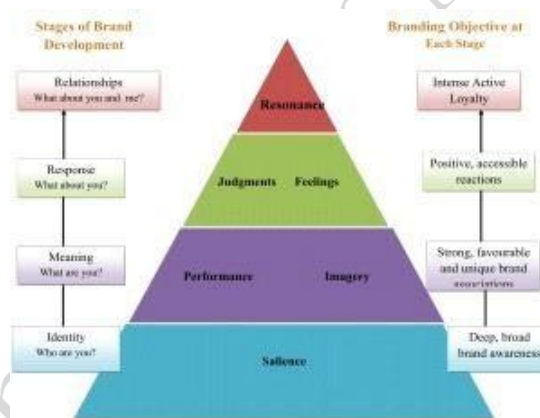 Stages of Brand
Development
Branding Objective at
Each Stage
Relationships
What about you and me?
Intense Active
Loyalty
Resonance
Response
What about you?
Positive, accessible
reactions
Judgments Feelings
Meaning
What are you?
Strong, favourable
and unique brand
associations
Performance Imagery
Identity
Who are you?
Deep, broad
brand awareness
Salience